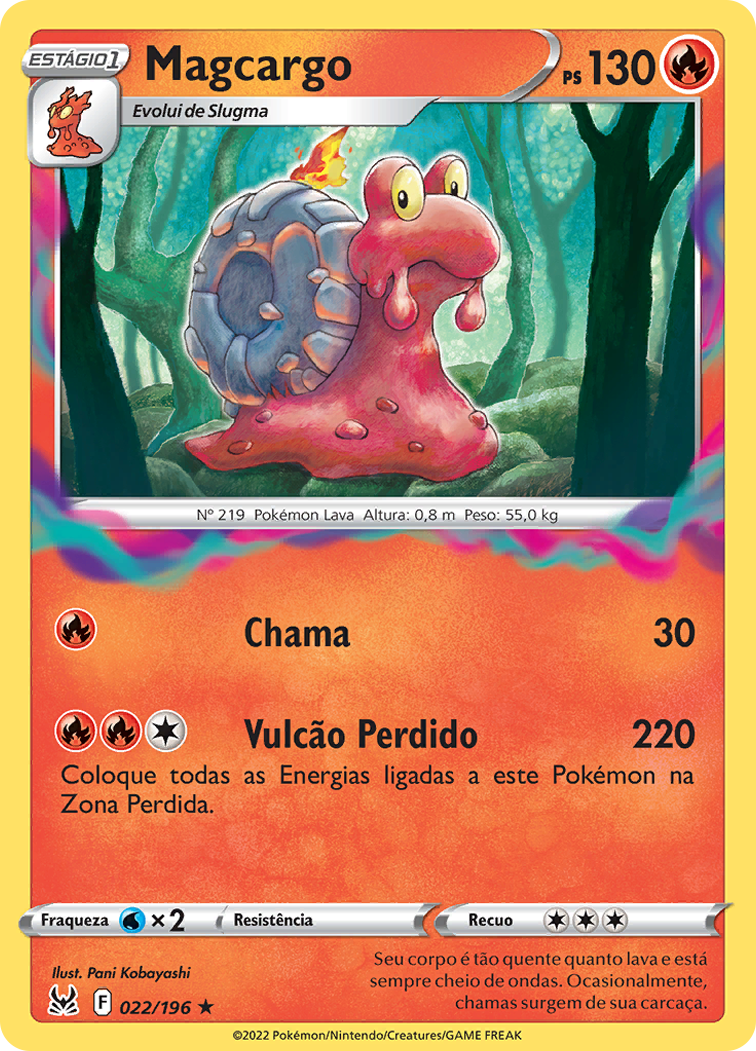 ESTÁGIO1
Magcargo
PS 130
Evolui de Slugma
Nº 219 Pokémon Lava Altura: 0,8 m Peso: 55,0 kg
Chama 30
Vulcão Perdido 220
Coloque todas as Energias ligadas a este Pokémon na
Zona Perdida.
Fraqueza ×2 Resistência Recuo
Ilust. Pani Kobayashi
F 022/196 ★
Seu corpo é tão quente quanto lava e está
sempre cheio de ondas. Ocasionalmente,
chamas surgem de sua carcaça.
©2022 Pokémon/Nintendo/Creatures/GAME FREAK